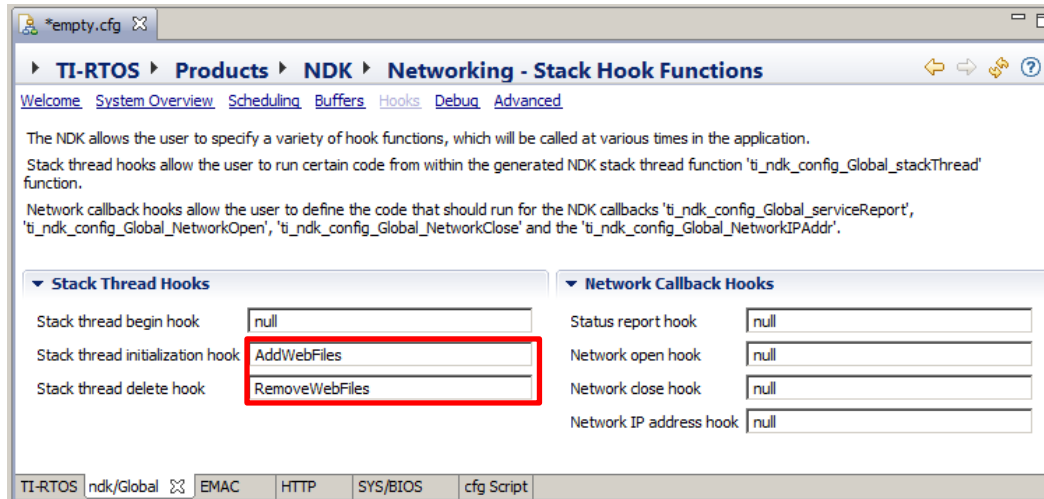 *empty.cfg
TI-RTOS Products NDK Networking - Stack Hook Functions
Welcome System Overview Scheduling Buffers Hooks Debug Advanced
The NDK allows the user to specify a variety of hook functions, which will be called at various times in the application.
Stack thread hooks allow the user to run certain code from within the generated NDK stack thread function 'ti_ndk_config_Global_stackThread'
function.
Network callback hooks allow the user to define the code that should run for the NDK callbacks 'ti_ndk_config_Global_serviceReport',
'ti_ndk_config_Global_NetworkOpen', 'ti_ndk_config_Global_NetworkClose' and the 'ti_ndk_config_Global_NetworkIPAddr'.
Stack Thread Hooks
Stack thread begin hook null
Stack thread initialization hook AddWebFiles
Stack thread delete hook RemoveWebFiles
Network Callback Hooks
Status report hook null
Network open hook null
Network close hook null
Network IP address hook null
TI-RTOS ndk/Global EMAC HTTP SYS/BIOS cfg Script